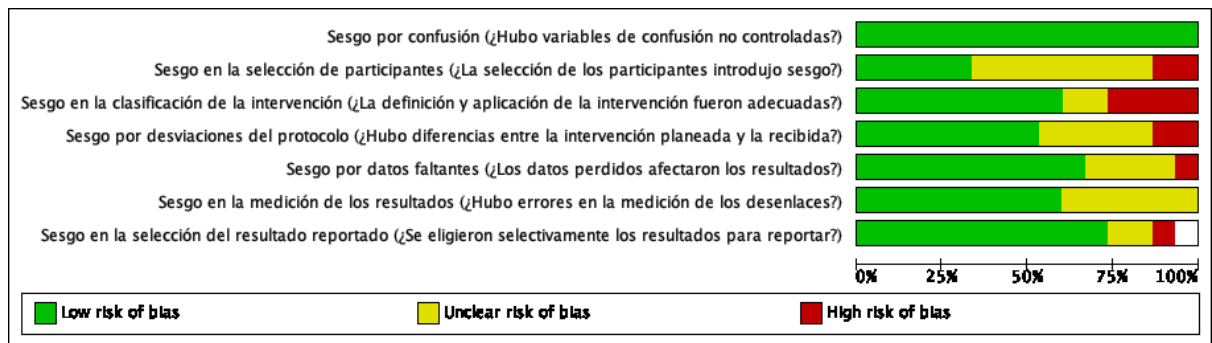 Sesgo por confusión (¿Hubo variables de confusión no controladas?)
Sesgo en la selección de participantes (¿La selección de los participantes introdujo sesgo?)
Sesgo en la clasificación de la intervención (¿La definición y aplicación de la intervención fueron adecuadas?)
Sesgo por desviaciones del protocolo (¿Hubo diferencias entre la intervención planeada y la recibida?)
Sesgo por datos faltantes (¿Los datos perdidos afectaron los resultados?)
Sesgo en la medición de los resultados (¿Hubo errores en la medición de los desenlaces?)
Sesgo en la selección del resultado reportado (¿Se eligieron selectivamente los resultados para reportar?)
0% 25% 50% 75% 100%
Low risk of bias Unclear risk of bias High risk of bias